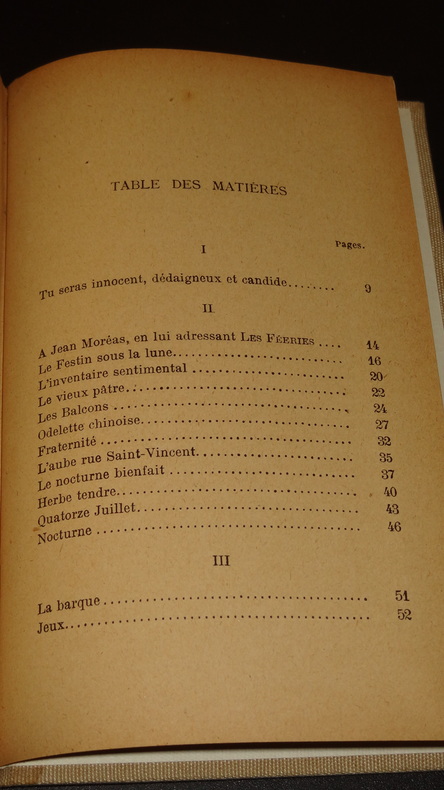 TABLE DES MATIÈRES
Pages.
I
Tu seras innocent, dédaigneux et candide........ 9
II
A Jean Moréas, en lui adressant LES FÉERIES .... 14
Le Festin sous la lune........................ 16
L'inventaire sentimental ...................... 20
Le vieux pâtre............................... 22
Les Balcons ................................. 24
Odelette chinoise............................. 27
Fraternité ................................... 32
L'aube rue Saint-Vincent....................... 35
Le nocturne bienfait .......................... 37
Herbe tendre................................. 40
Quatorze Juillet.............................. 43
Nocturne .................................... 46
III
La barque ................................... 51
Jeux........................................ 52